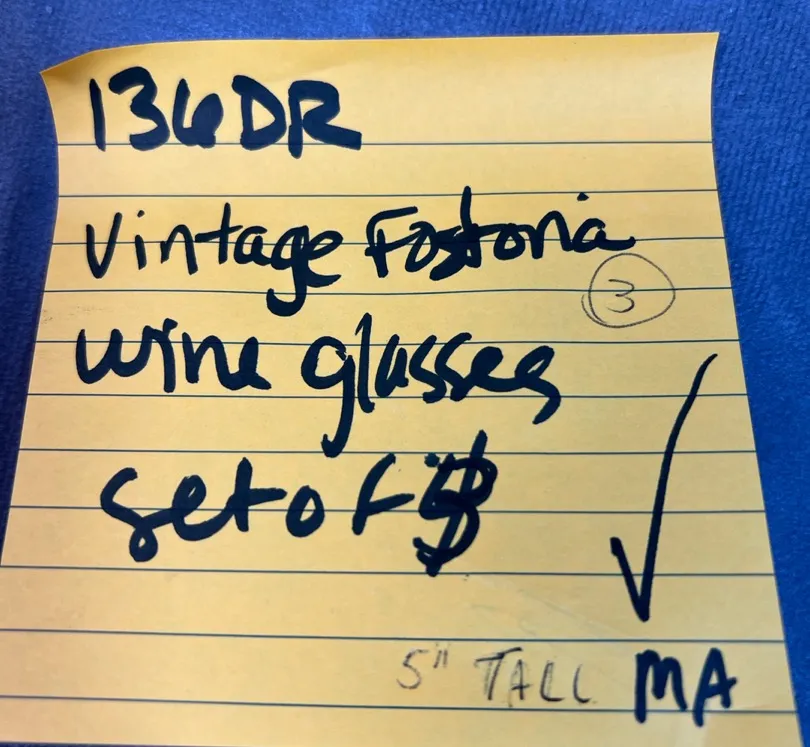 136DR
Vintage Fostoria
3
wine glasses
set of
5" TALL MA